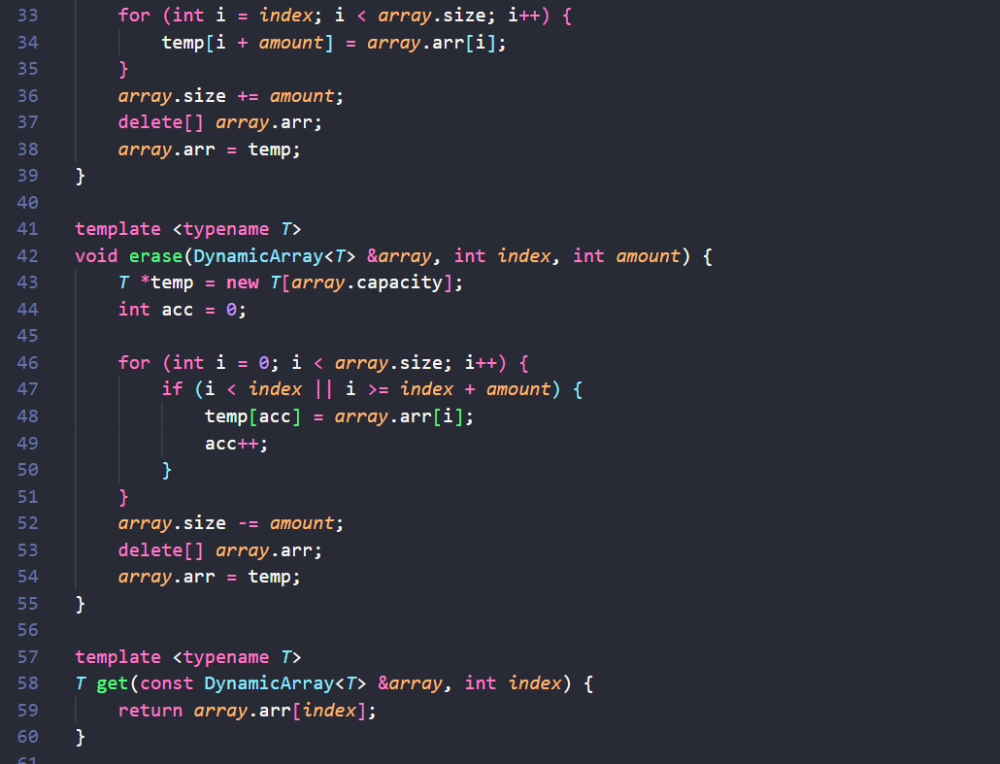 33 for (int i = index; i < array.size; i++) {
34 temp[i + amount] = array.arr[i];
35 }
36 array.size += amount;
37 delete[] array.arr;
38 array.arr = temp;
39 }
40
41 template <typename T>
42 void erase(DynamicArray<T> &array, int index, int amount) {
43 T *temp = new T[array.capacity];
44 int acc = 0;
45
46 for (int i = 0; i < array.size; i++) {
47 if (i < index || i >= index + amount) {
48 temp[acc] = array.arr[i];
49 acc++;
50 }
51 }
52 array.size -= amount;
53 delete[] array.arr;
54 array.arr = temp;
55 }
56
57 template <typename T>
58 T get(const DynamicArray<T> &array, int index) {
59 return array.arr[index];
60 }
61